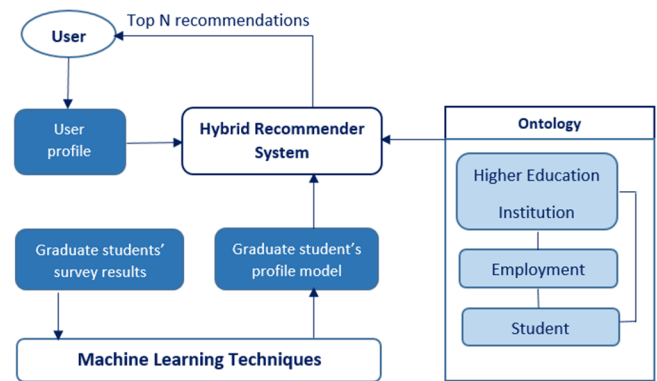 Top N recommendations
User
User
profile
Hybrid Recommender
System
Ontology
Higher Education
Institution
Employment
Student
Graduate students’
survey results
Graduate student’s
profile model
Machine Learning Techniques